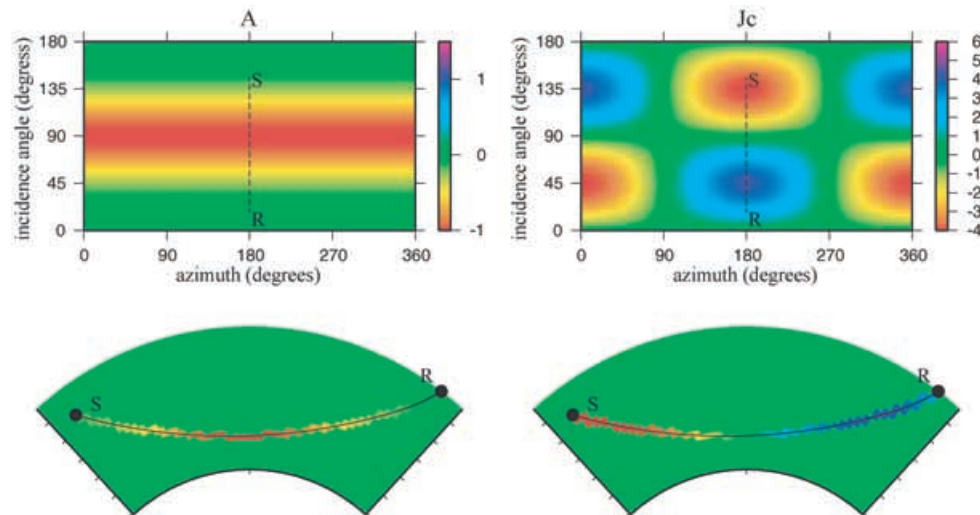 A
incidence angle (degress)
180
135
90
45
0
S
R
0 90 180 270 360
azimuth (degrees)
1
0
-1
Jc
incidence angle (degress)
180
135
90
45
0
S
R
0 90 180 270 360
azimuth (degrees)
6
5
4
3
2
1
0
-1
-2
-3
-4
S
R
S
R